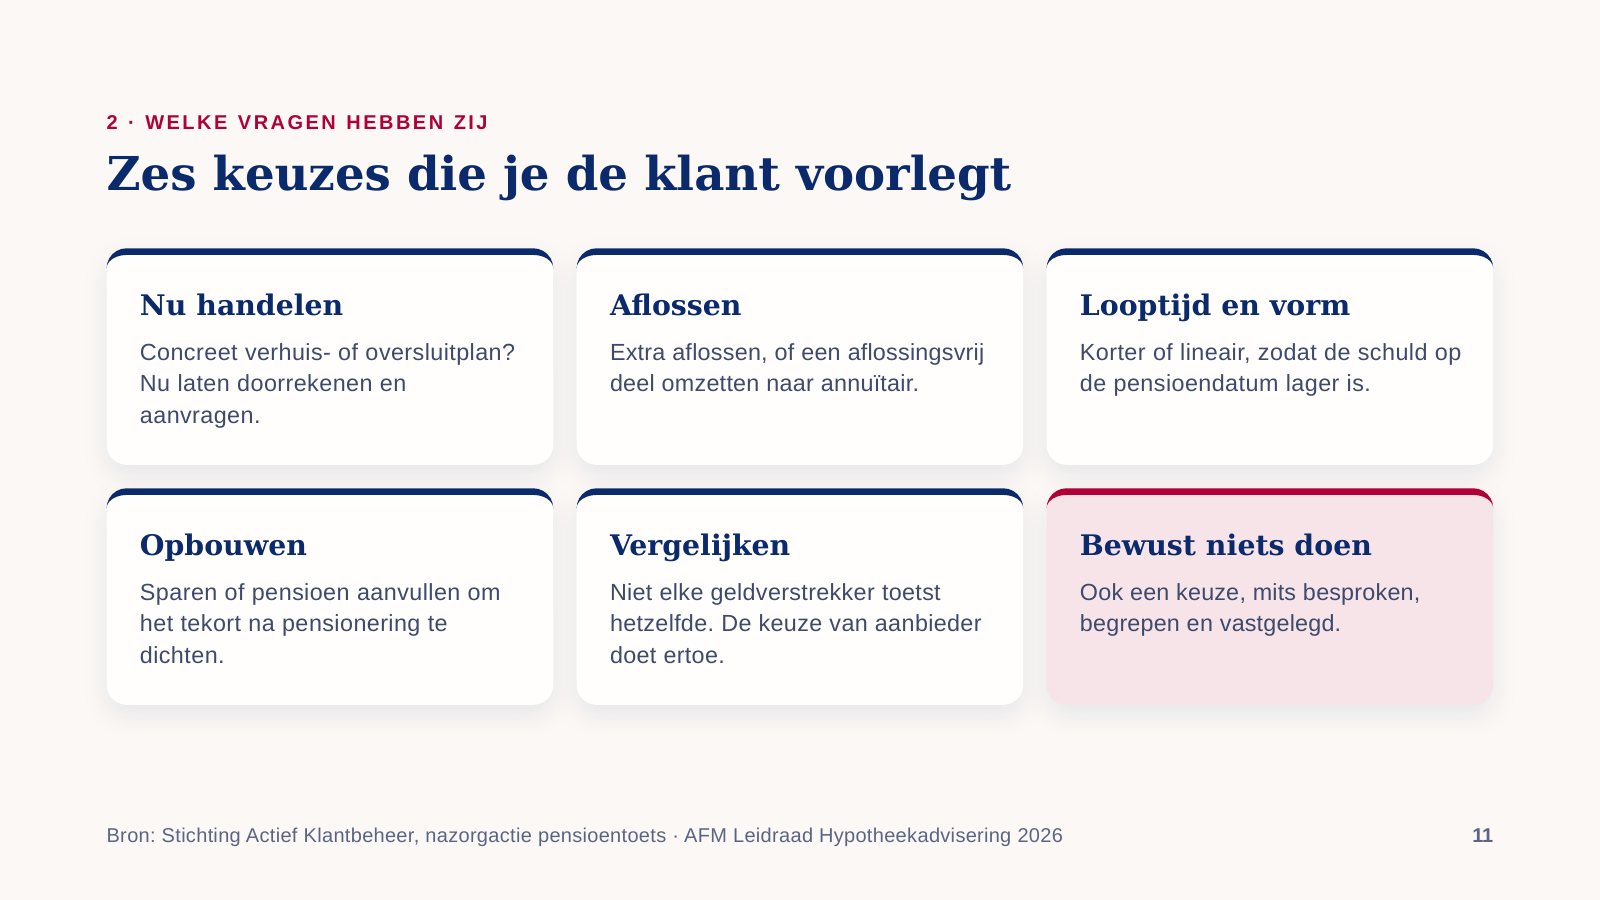 2 · WELKE VRAGEN HEBBEN ZIJ
Zes keuzes die je de klant voorlegt
Nu handelen
Concreet verhuis- of oversluitplan?
Nu laten doorrekenen en
aanvragen.
Aflossen
Extra aflossen, of een aflossingsvrij
deel omzetten naar annuïtair.
Looptijd en vorm
Korter of lineair, zodat de schuld op
de pensioendatum lager is.
Opbouwen
Sparen of pensioen aanvullen om
het tekort na pensionering te
dichten.
Vergelijken
Niet elke geldverstrekker toetst
hetzelfde. De keuze van aanbieder
doet ertoe.
Bewust niets doen
Ook een keuze, mits besproken,
begrepen en vastgelegd.
Bron: Stichting Actief Klantbeheer, nazorgactie pensioentoets · AFM Leidraad Hypotheekadvisering 2026
11